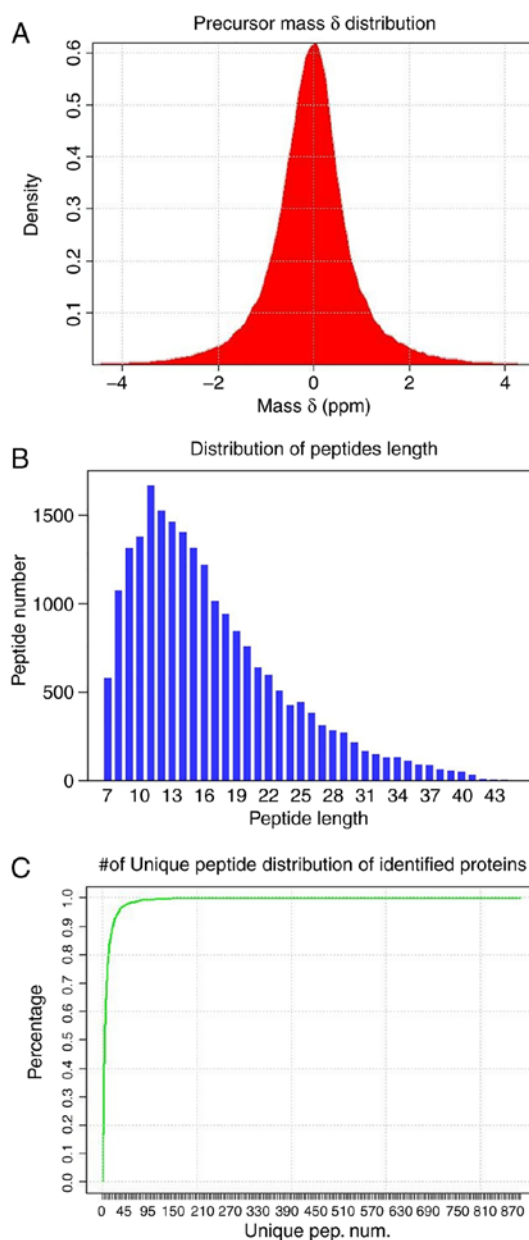 A
Precursor mass δ distribution
0.6
0.5
0.4
0.3
0.2
0.1
Density
−4 −2 0 2 4
Mass δ (ppm)
B
Distribution of peptides length
1500
1000
500
0
Peptide number
7 10 13 16 19 22 25 28 31 34 37 40 43
Peptide length
C
#of Unique peptide distribution of identified proteins
1.0
0.9
0.8
0.7
0.6
0.5
0.4
0.3
0.2
0.1
0.0
Percentage
0 45 95 150 210 270 330 390 450 510 570 630 690 750 810 870
Unique pep. num.